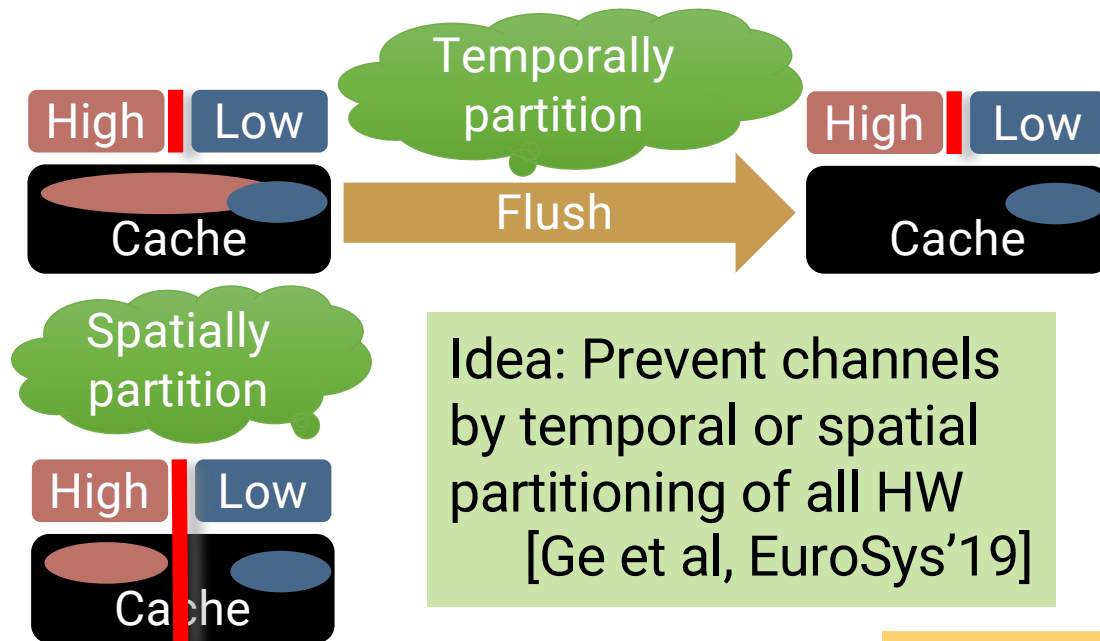 Temporally
partition
High
Low
Cache
Flush
High
Low
Cache
Spatially
partition
High
Low
Cache
Idea: Prevent channels
by temporal or spatial
partitioning of all HW
[Ge et al, EuroSys’19]